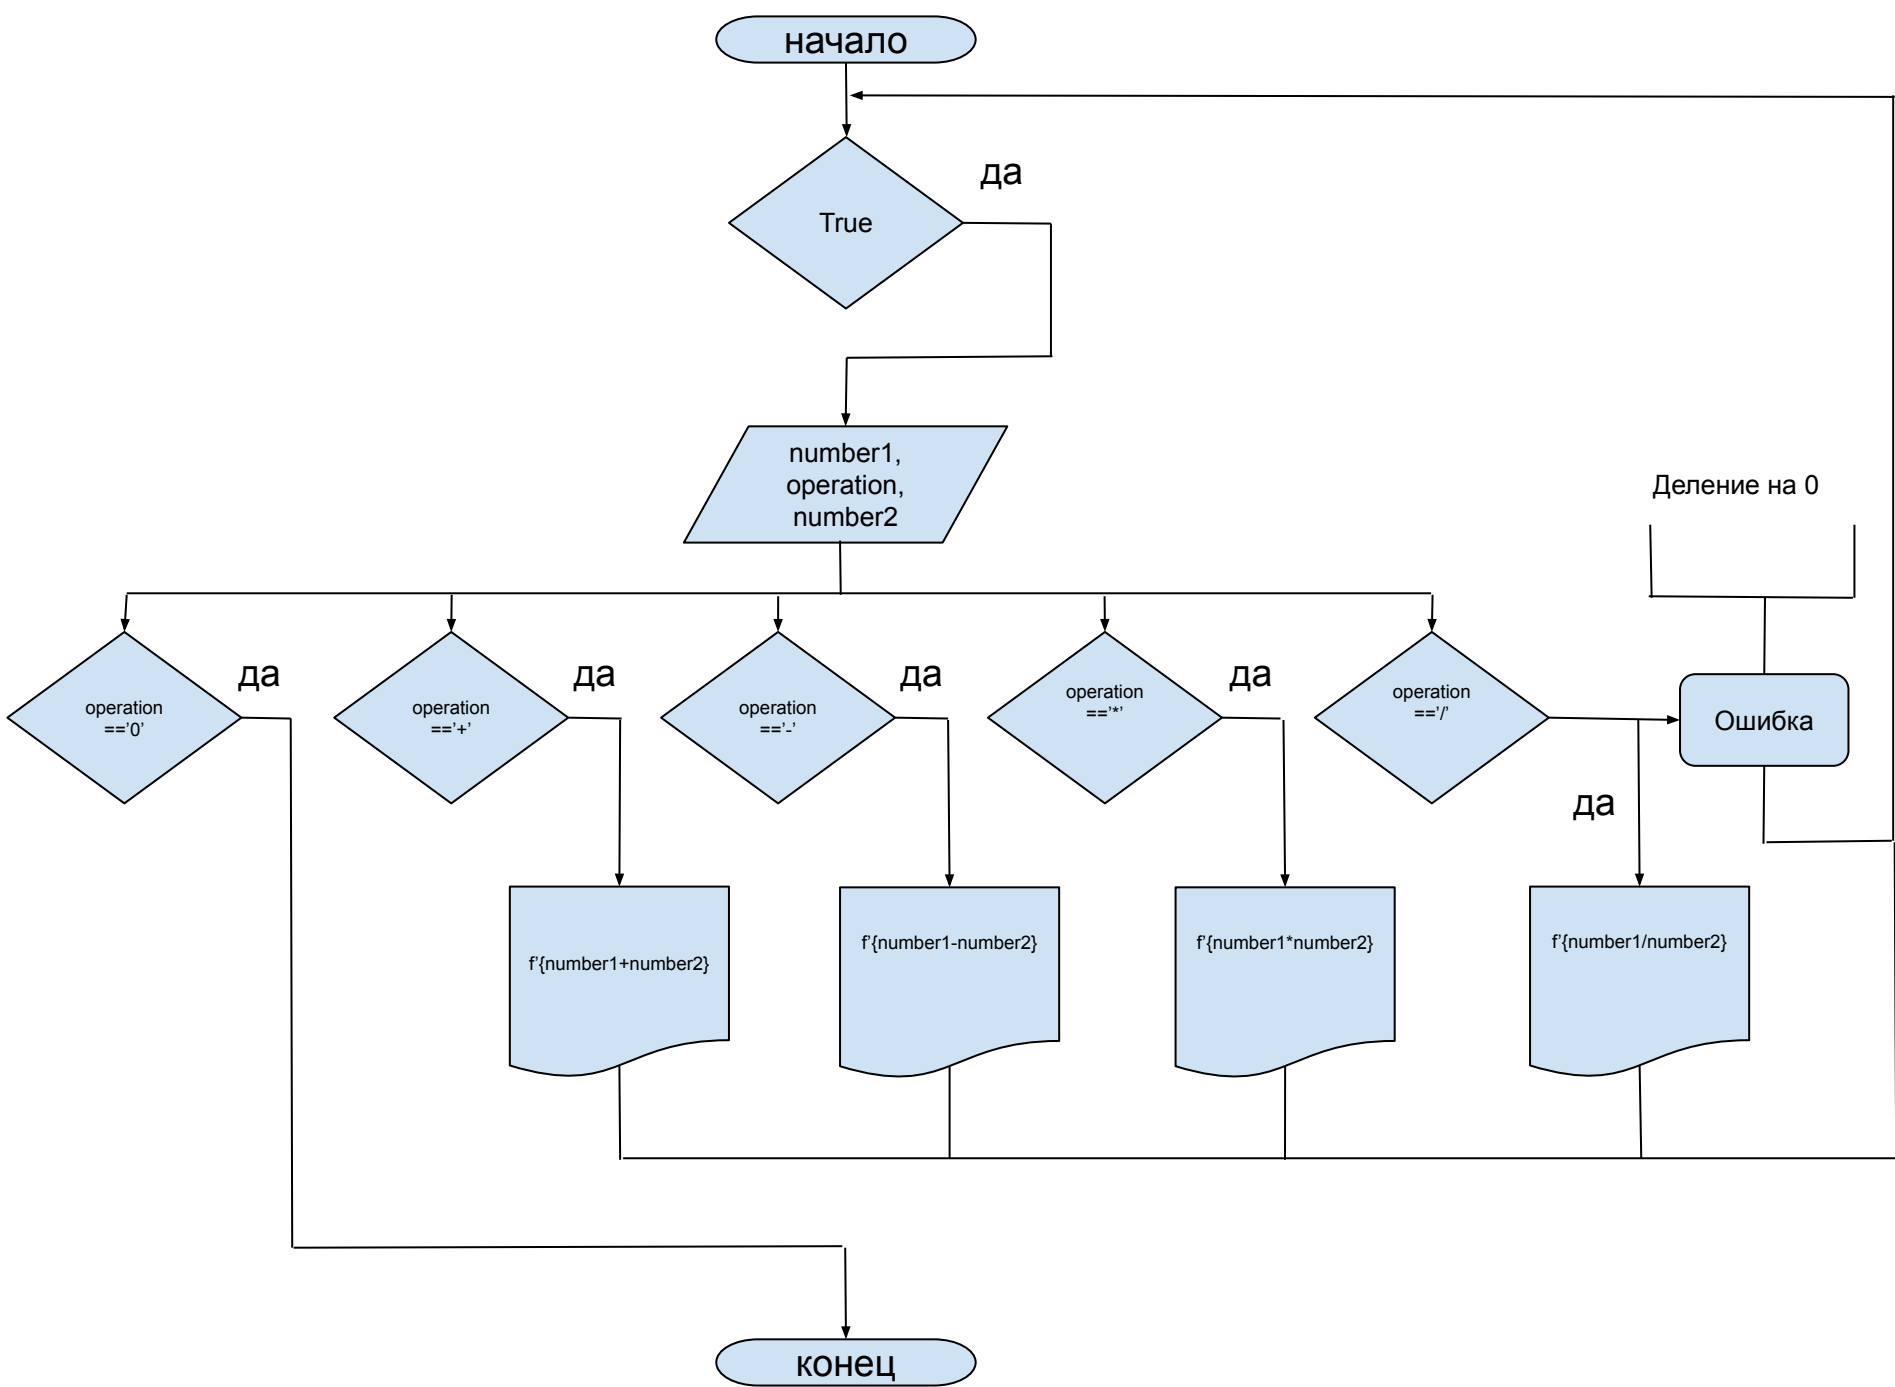 начало
да
True
number1,
operation,
number2
Деление на 0
да
да
да
да
operation
==’0’
operation
==’+’
operation
==’-’
operation
==’*’
operation
==’/’
Ошибка
да
f’{number1+number2}
f’{number1-number2}
f’{number1*number2}
f’{number1/number2}
конец